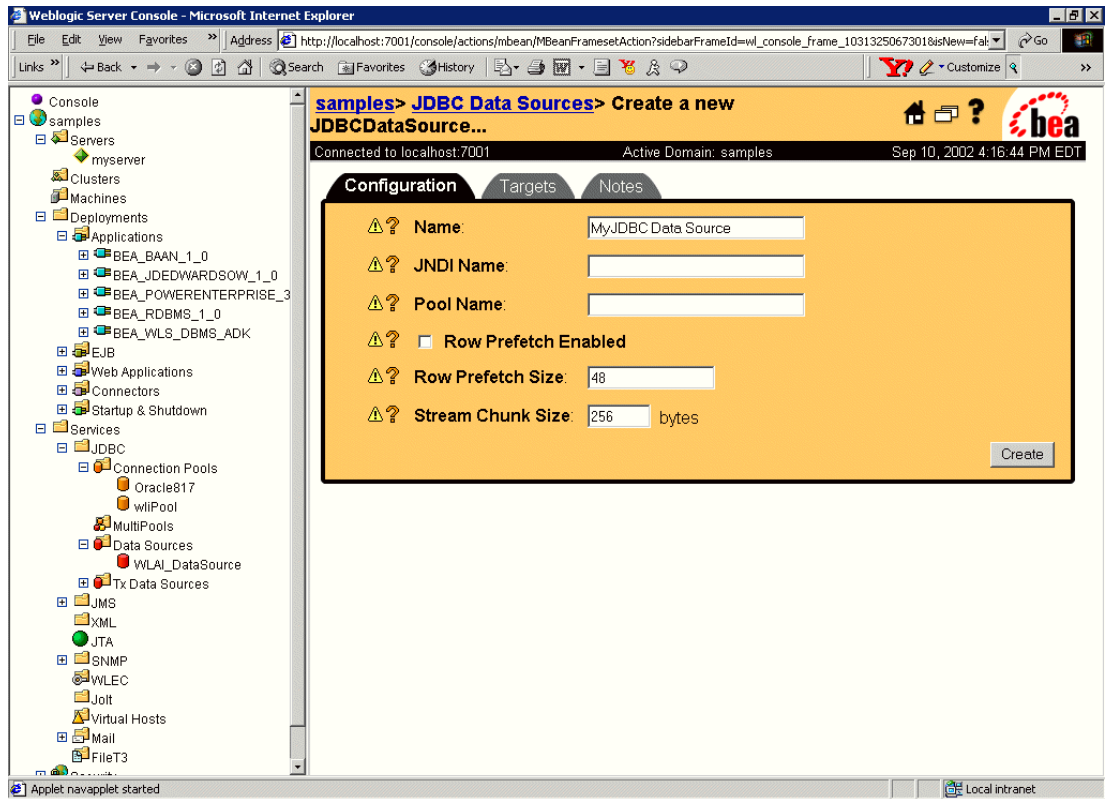 Weblogic Server Console - Microsoft Internet Explorer
File Edit View Favorites » Address http://localhost:7001/console/actions/mbean/MBeanFramesetAction?sidebarFrameId=wl_console_frame_1031325067301&isNew=fal Go
Links » Back Search Favorites History Y! Customize »
Console
samples
Servers
myserver
Clusters
Machines
Deployments
Applications
BEA_BAAN_1_0
BEA_JDEDWARDSOW_1_0
BEA_POWERENTERPRISE_3
BEA_RDBMS_1_0
BEA_WLS_DBMS_ADK
EJB
Web Applications
Connectors
Startup & Shutdown
Services
JDBC
Connection Pools
Oracle817
wliPool
MultiPools
Data Sources
WLAI_DataSource
Tx Data Sources
JMS
XML
JTA
SNMP
WLEC
Jolt
Virtual Hosts
Mail
FileT3
samples> JDBC Data Sources> Create a new
JDBCDataSource...
? bea
Connected to localhost:7001 Active Domain: samples Sep 10, 2002 4:16:44 PM EDT
Configuration Targets Notes
? Name: MyJDBC Data Source
? JNDI Name:
? Pool Name:
? Row Prefetch Enabled
? Row Prefetch Size: 48
? Stream Chunk Size: 256 bytes
Create
Applet navapplet started Local intranet